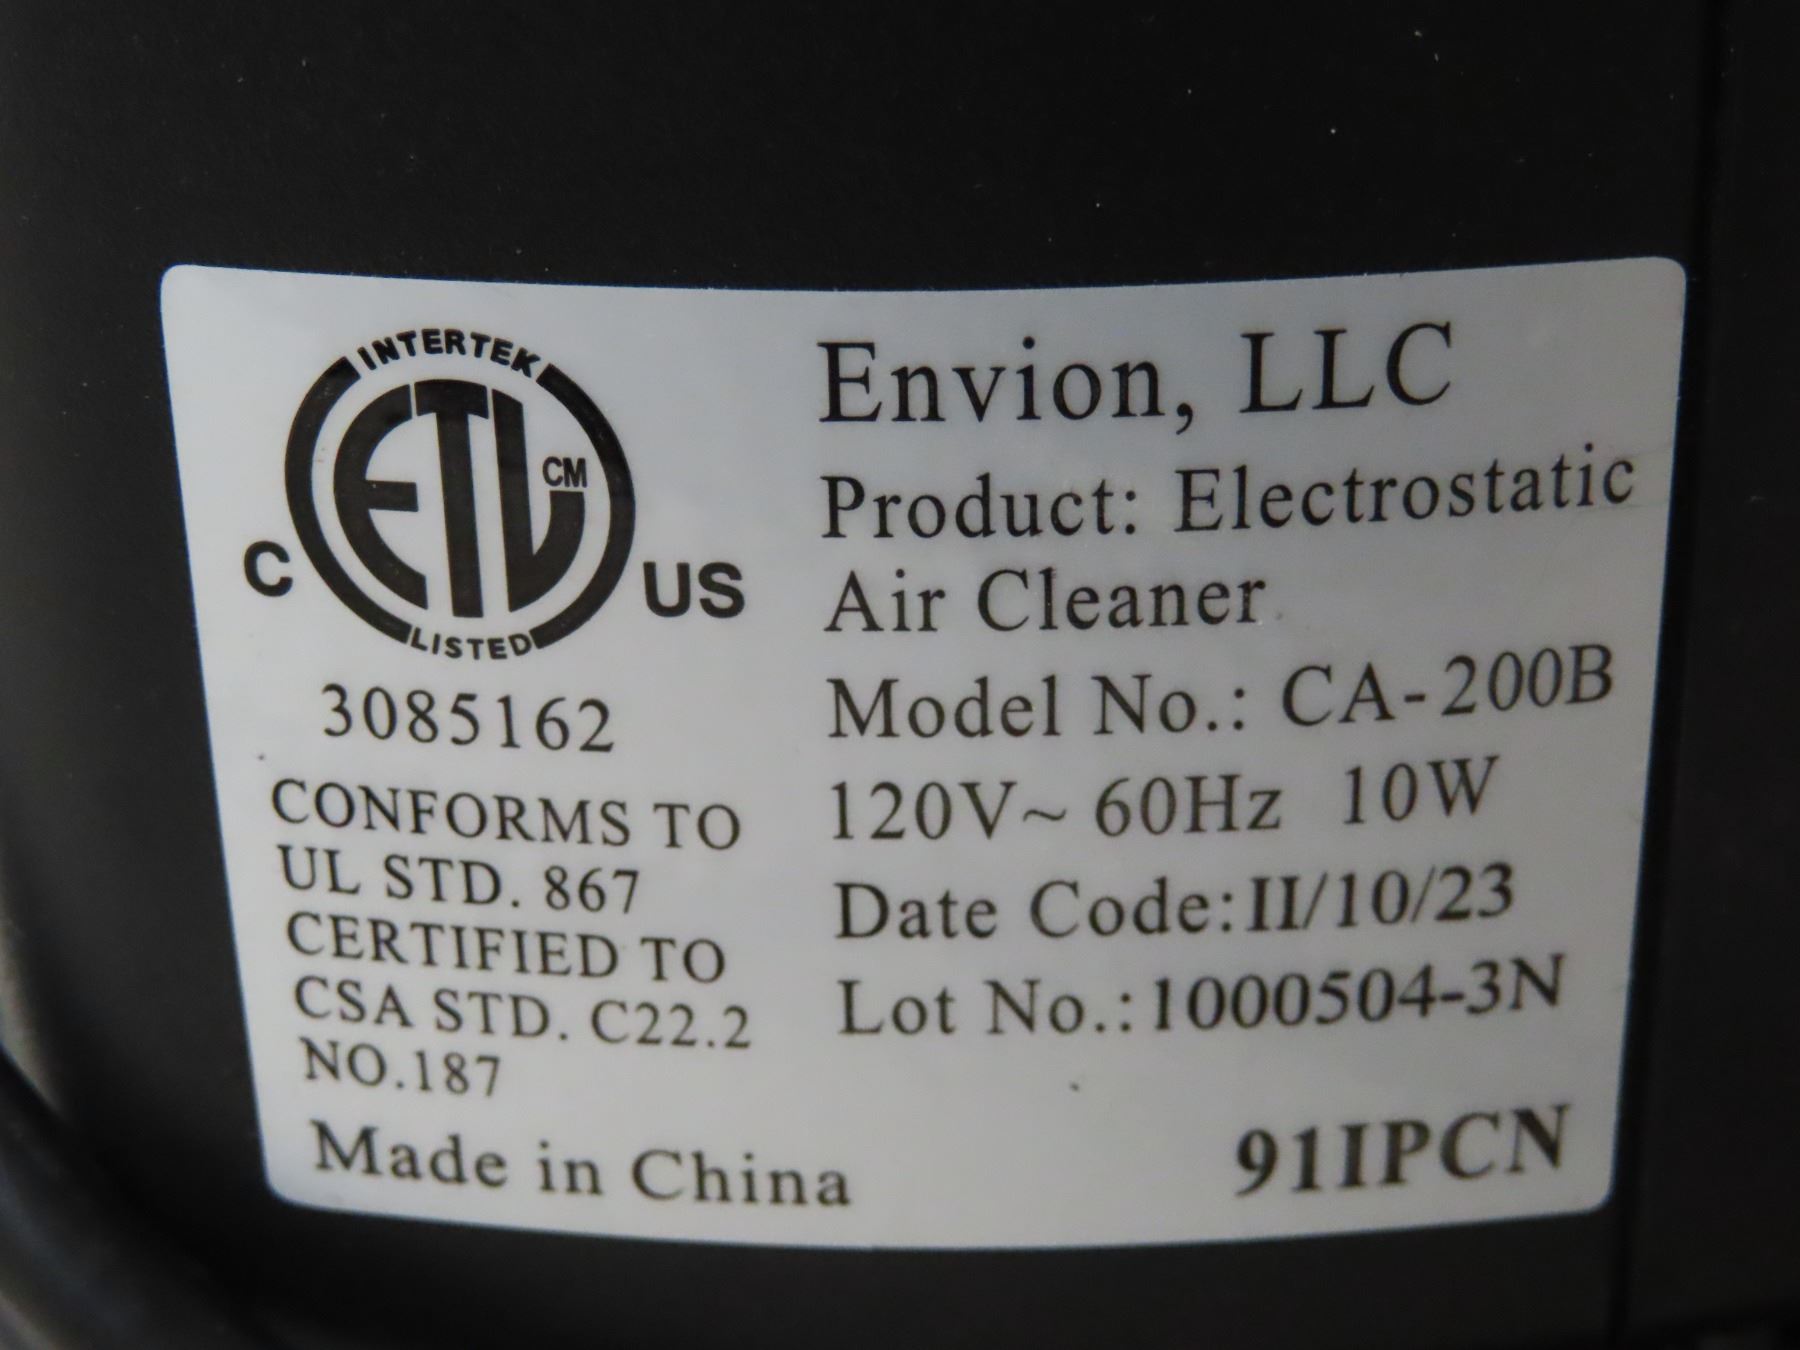 INTERTEK
ETL CM
C US
LISTED
3085162
CONFORMS TO
UL STD. 867
CERTIFIED TO
CSA STD. C22.2
NO.187
Made in China
Envion, LLC
Product: Electrostatic
Air Cleaner
Model No.: CA-200B
120V~ 60Hz 10W
Date Code:II/10/23
Lot No.:1000504-3N
91IPCN